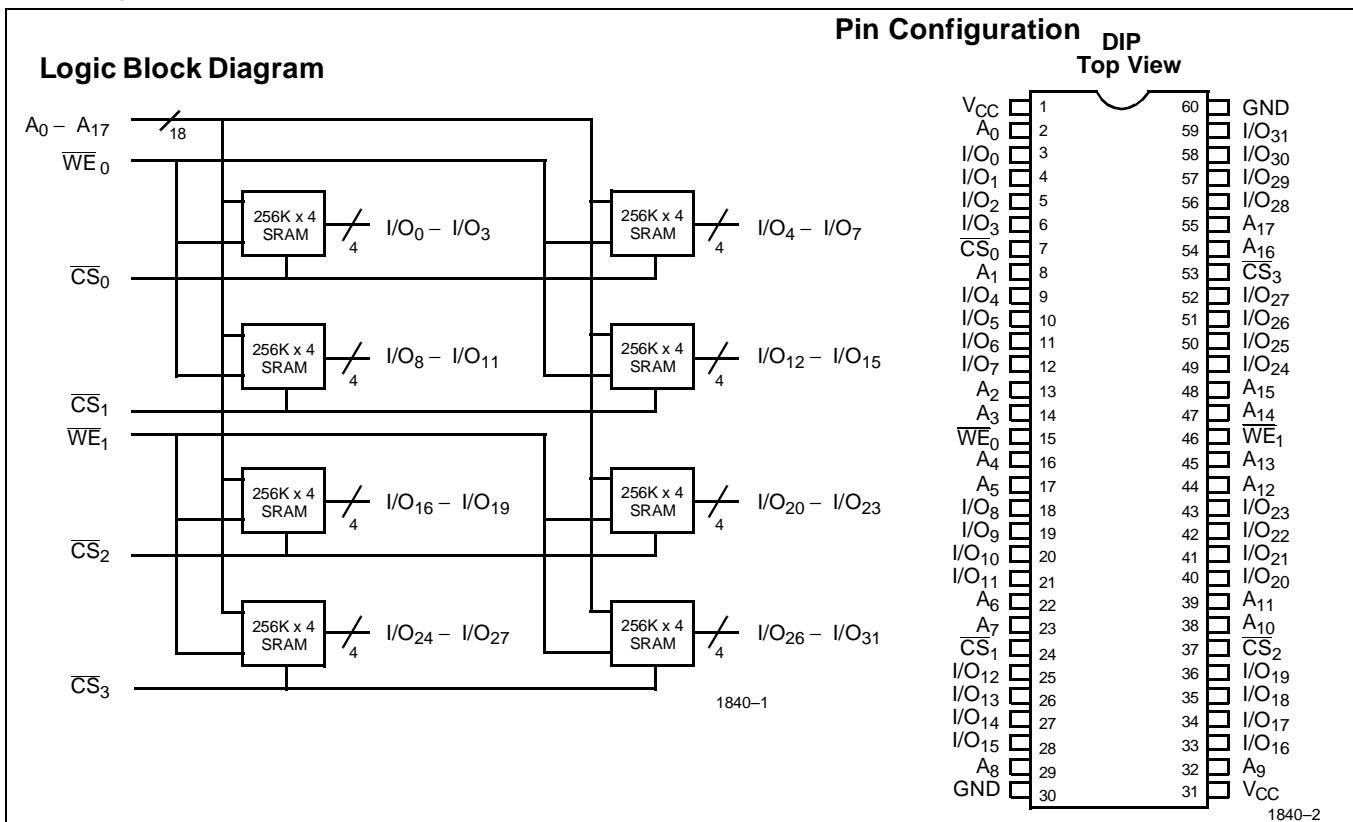 Logic Block Diagram
A0 – A17
18
WE0
256K x 4
SRAM
4
I/O0 – I/O3
256K x 4
SRAM
4
I/O4 – I/O7
CS0
256K x 4
SRAM
4
I/O8 – I/O11
256K x 4
SRAM
4
I/O12 – I/O15
CS1
WE1
256K x 4
SRAM
4
I/O16 – I/O19
256K x 4
SRAM
4
I/O20 – I/O23
CS2
256K x 4
SRAM
4
I/O24 – I/O27
256K x 4
SRAM
4
I/O26 – I/O31
CS3
1840–1
Pin Configuration
DIP
Top View
VCC 1 60 GND
A0 2 59 I/O31
I/O0 3 58 I/O30
I/O1 4 57 I/O29
I/O2 5 56 I/O28
I/O3 6 55 A17
CS0 7 54 A16
A1 8 53 CS3
I/O4 9 52 I/O27
I/O5 10 51 I/O26
I/O6 11 50 I/O25
I/O7 12 49 I/O24
A2 13 48 A15
A3 14 47 A14
WE0 15 46 WE1
A4 16 45 A13
A5 17 44 A12
I/O8 18 43 I/O23
I/O9 19 42 I/O22
I/O10 20 41 I/O21
I/O11 21 40 I/O20
A6 22 39 A11
A7 23 38 A10
CS1 24 37 CS2
I/O12 25 36 I/O19
I/O13 26 35 I/O18
I/O14 27 34 I/O17
I/O15 28 33 I/O16
A8 29 32 A9
GND 30 31 VCC
1840–2